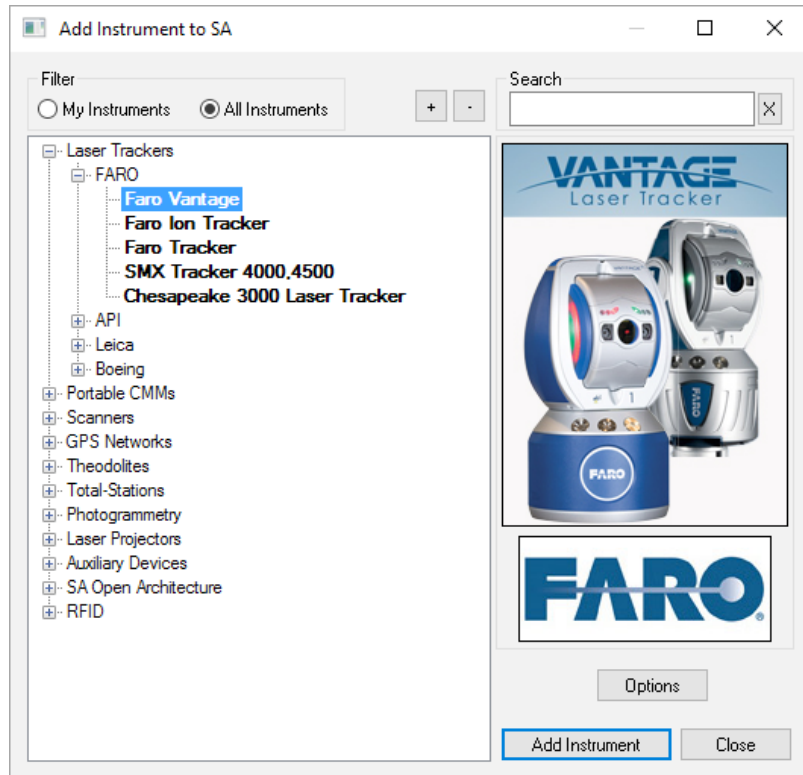 Add Instrument to SA
Filter
My Instruments
All Instruments
+
-
Search
X
Laser Trackers
FARO
Faro Vantage
Faro Ion Tracker
Faro Tracker
SMX Tracker 4000,4500
Chesapeake 3000 Laser Tracker
API
Leica
Boeing
Portable CMMs
Scanners
GPS Networks
Theodolites
Total-Stations
Photogrammetry
Laser Projectors
Auxiliary Devices
SA Open Architecture
RFID
VANTAGE
Laser Tracker
VANTAGE
1
FARO
1
FARO
FARO®
Options
Add Instrument
Close